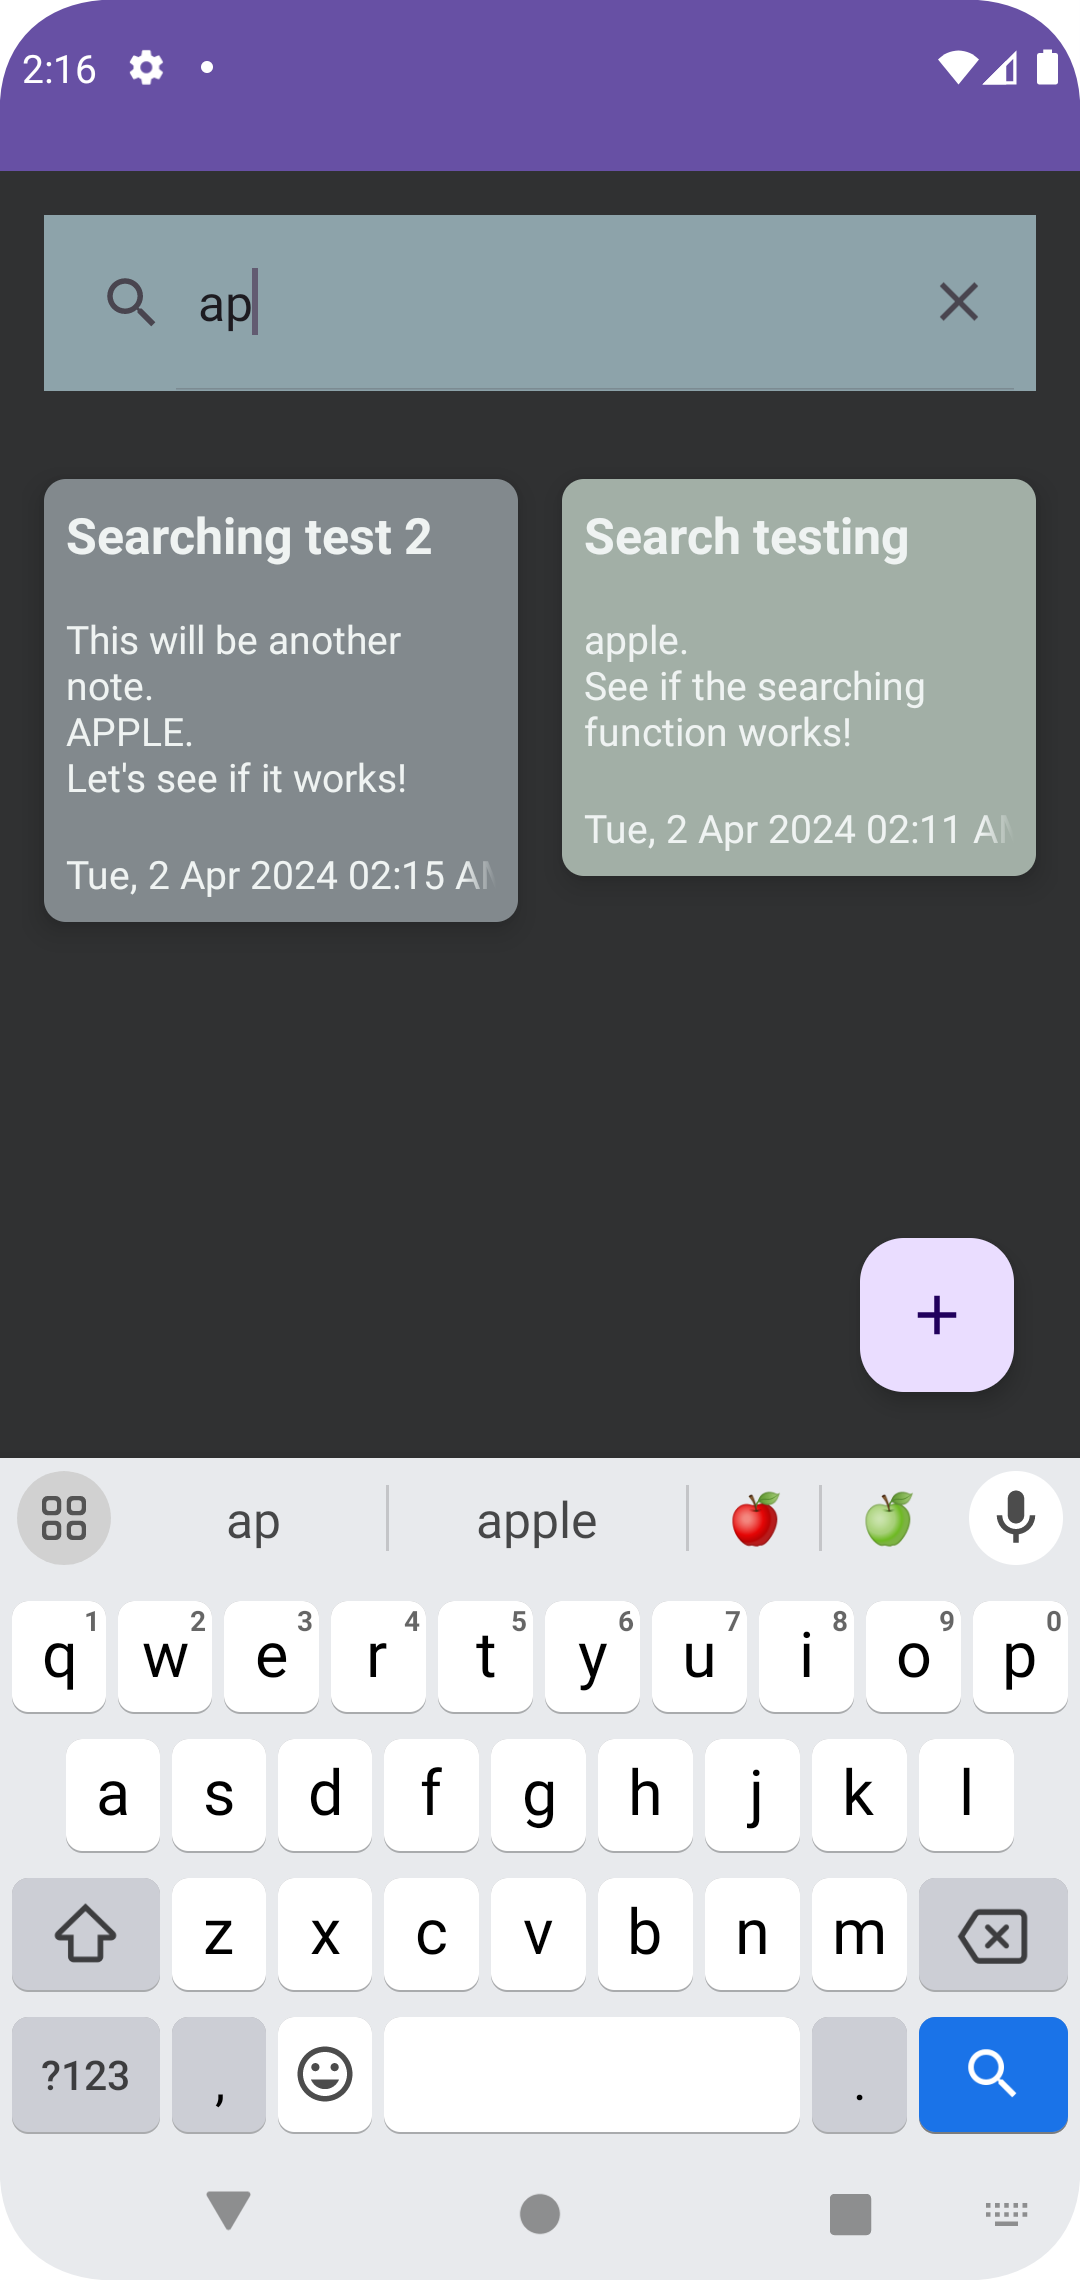 2:16
ap
Searching test 2
This will be another
note.
APPLE.
Let's see if it works!
Tue, 2 Apr 2024 02:15 AM
Search testing
apple.
See if the searching
function works!
Tue, 2 Apr 2024 02:11 AM
ap apple
1 2 3 4 5 6 7 8 9 0
q w e r t y u i o p
a s d f g h j k l
z x c v b n m
?123 , .